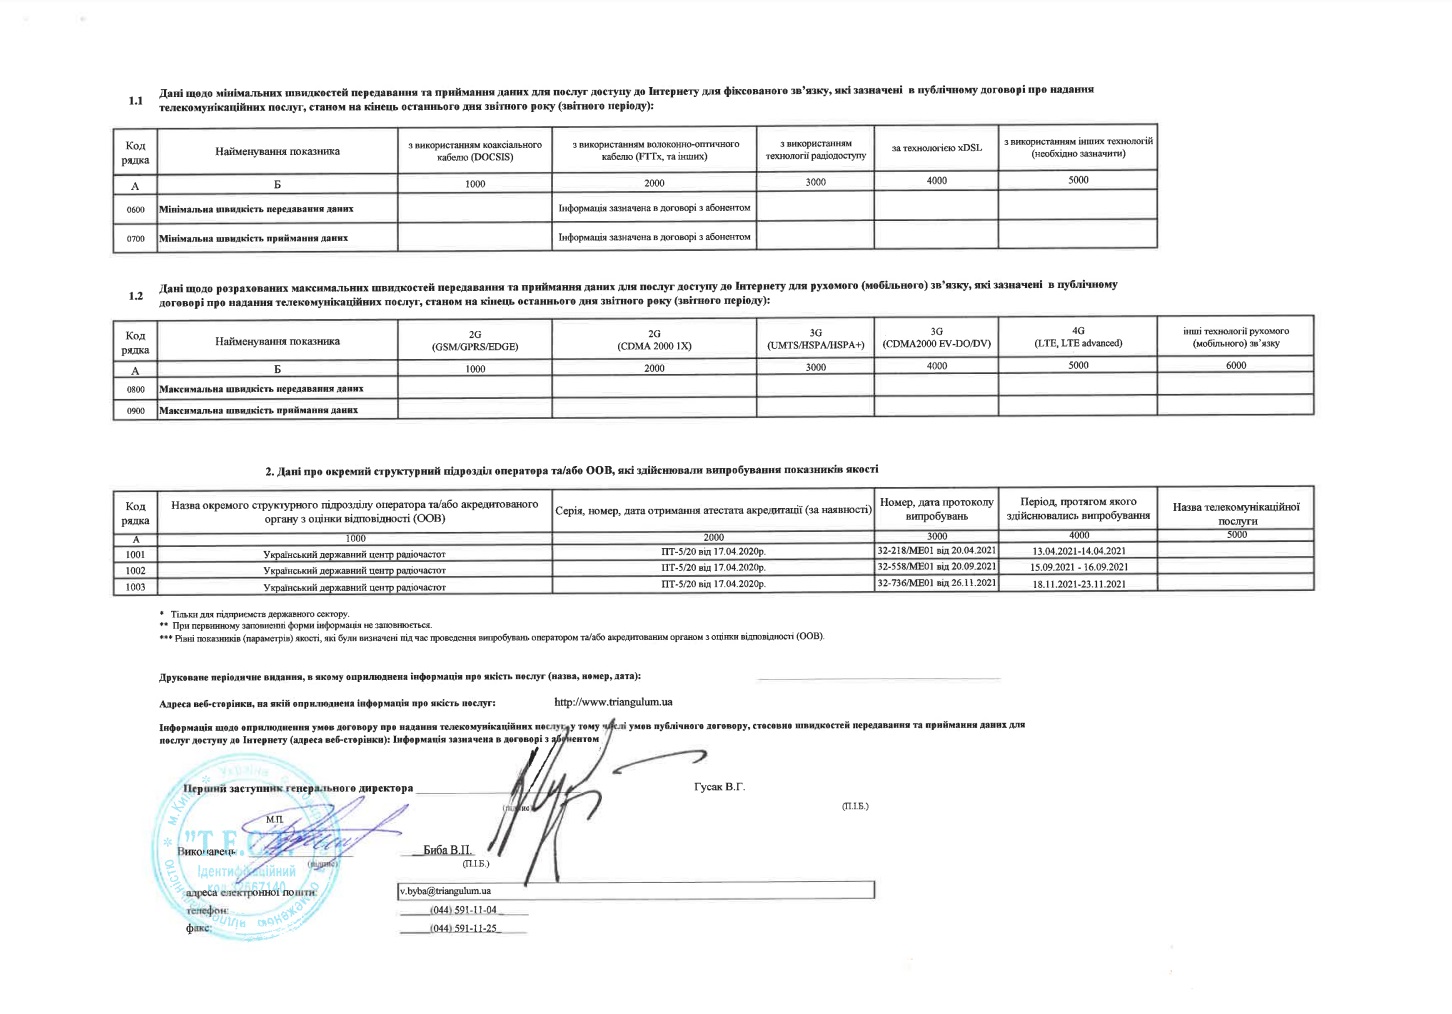 1.1 Дані щодо мінімальних швидкостей передавання та приймання даних для послуг доступу до Інтернету для фіксованого зв’язку, які зазначені в публічному договорі про надання
телекомунікаційних послуг, станом на кінець останнього дня звітного року (звітного періоду):
Код рядка | Найменування показника | з використанням коаксіального кабелю (DOCSIS) | з використанням волоконно-оптичного кабелю (FTTx, та інших) | з використанням технології радіодоступу | за технологією xDSL | з використанням інших технологій (необхідно зазначити)
А | Б | 1000 | 2000 | 3000 | 4000 | 5000
0600 | Мінімальна швидкість передавання даних | Інформація зазначена в договорі з абонентом
0700 | Мінімальна швидкість приймання даних | Інформація зазначена в договорі з абонентом
1.2 Дані щодо розрахованих максимальних швидкостей передавання та приймання даних для послуг доступу до Інтернету для рухомого (мобільного) зв’язку, які зазначені в публічному
договорі про надання телекомунікаційних послуг, станом на кінець останнього дня звітного року (звітного періоду):
Код рядка | Найменування показника | 2G (GSM/GPRS/EDGE) | 2G (CDMA 2000 1X) | 3G (UMTS/HSPA/HSPA+) | 3G (CDMA2000 EV-DO/DV) | 4G (LTE, LTE advanced) | інші технології рухомого (мобільного) зв’язку
А | Б | 1000 | 2000 | 3000 | 4000 | 5000 | 6000
0800 | Максимальна швидкість передавання даних
0900 | Максимальна швидкість приймання даних
2. Дані про окремий структурний підрозділ оператора та/або ООВ, які здійснювали випробування показників якості
Код рядка | Назва окремого структурного підрозділу оператора та/або акредитованого органу з оцінки відповідності (ООВ) | Серія, номер, дата отримання атестата акредитації (за наявності) | Номер, дата протоколу випробувань | Період, протягом якого здійснювались випробування | Назва телекомунікаційної послуги
А | 1000 | 2000 | 3000 | 4000 | 5000
1001 | Український державний центр радіочастот | ПТ-5/20 від 17.04.2020р. | 32-218/МЕ01 від 20.04.2021 | 13.04.2021-14.04.2021
1002 | Український державний центр радіочастот | ПТ-5/20 від 17.04.2020р. | 32-558/МЕ01 від 20.09.2021 | 15.09.2021 - 16.09.2021
1003 | Український державний центр радіочастот | ПТ-5/20 від 17.04.2020р. | 32-736/МЕ01 від 26.11.2021 | 18.11.2021-23.11.2021
* Тільки для підприємств державного сектору.
** При первинному заповненні форми інформація не заповнюється.
*** Рівні показників (параметрів) якості, які були визначені під час проведення випробувань оператором та/або акредитованим органом з оцінки відповідності (ООВ).
Друковане періодичне видання, в якому оприлюднена інформація про якість послуг (назва, номер, дата):
Адреса веб-сторінки, на якій оприлюднена інформація про якість послуг: http://www.triangulum.ua
Інформація щодо оприлюднення умов договору про надання телекомунікаційних послуг, у тому числі умов публічного договору, стосовно швидкостей передавання та приймання даних для
послуг доступу до Інтернету (адреса веб-сторінки): Інформація зазначена в договорі з абонентом
Перший заступник генерального директора Гусак В.Г.
(підпис) (П.І.Б.)
М.П.
Виконавець Биба В.П.
(підпис) (П.І.Б.)
адреса електронної пошти: v.byba@triangulum.ua
телефон: (044) 591-11-04
факс: (044) 591-11-25
Україна
м.Київ
Ідентифікаційний
код